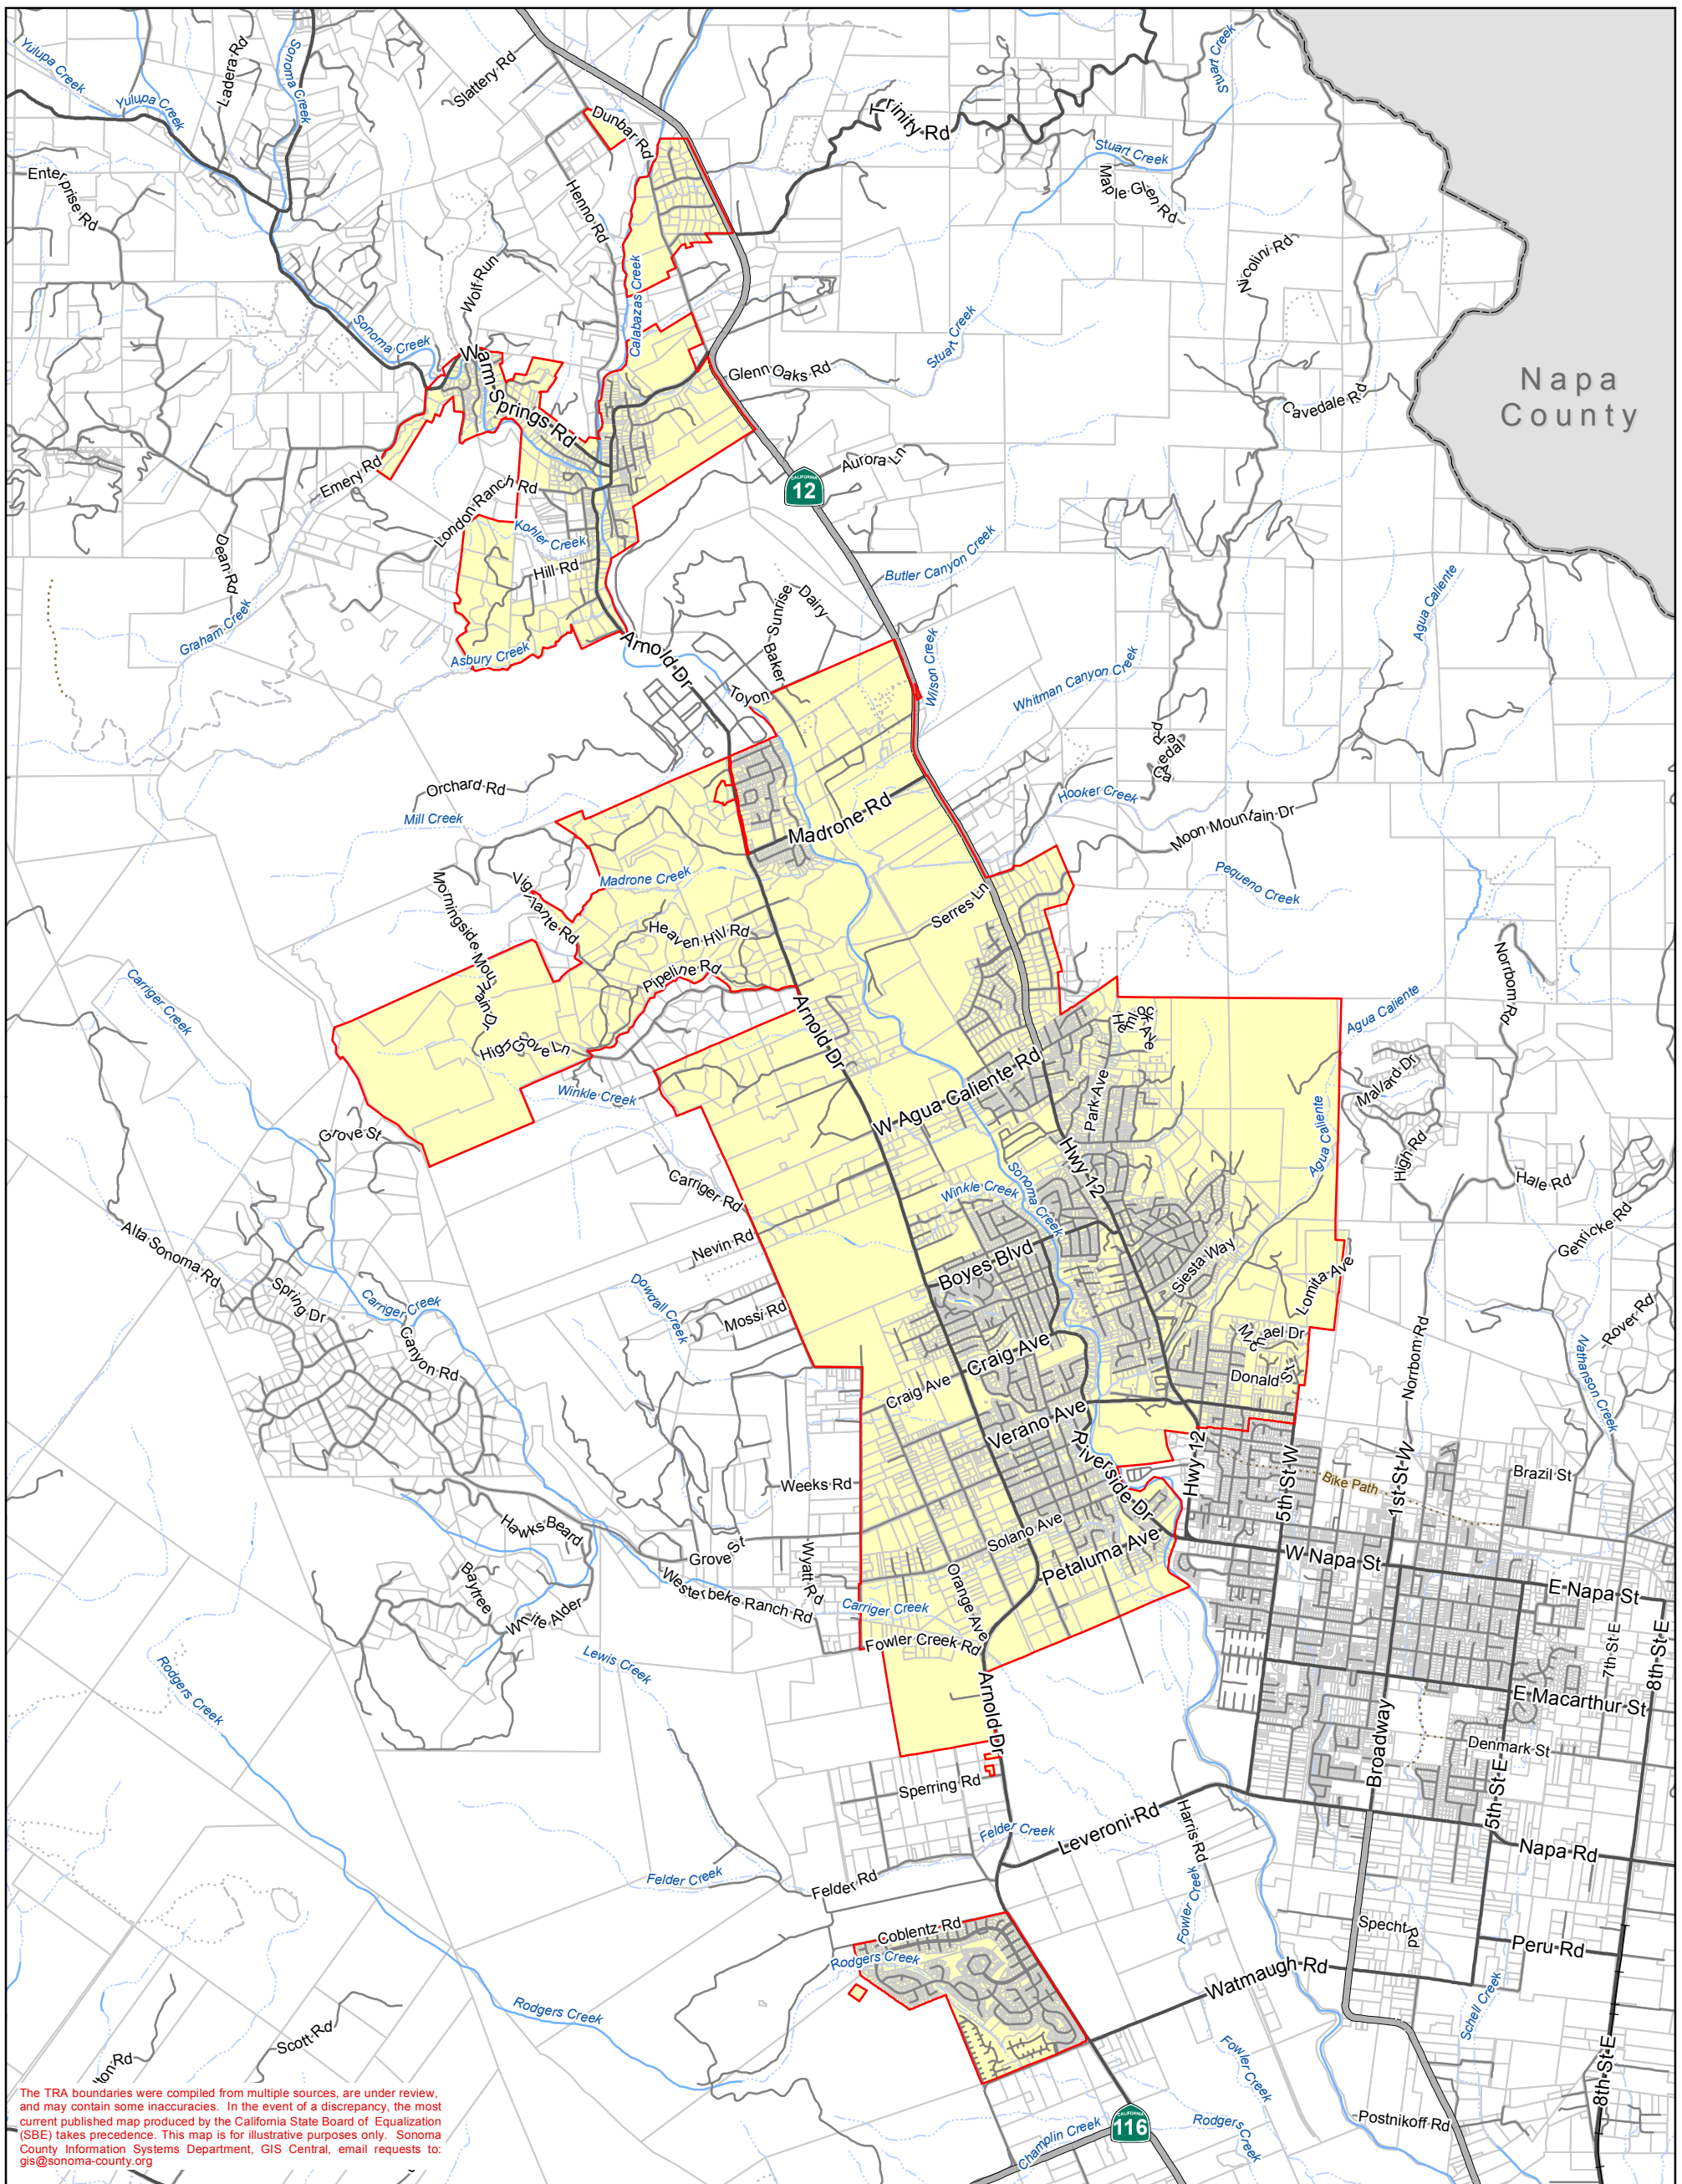 Yulupa Creek
Yulupa Creek
Ladera Rd
Sonoma Creek
Slattery Rd
Dunbar Rd
Trinity Rd
Stuart Creek
Stuart Creek
Maple Glen Rd
Enterprise Rd
Henno Rd
Nicolini Rd
Wolf Run
Calabazas Creek
Sonoma Creek
Stuart Creek
Warm Springs Rd
Glenn Oaks Rd
Cavedale Rd
Napa
County
Emery Rd
Aurora Ln
CALIFORNIA
12
London Ranch Rd
Kohler Creek
Dean Rd
Hill Rd
Butler Canyon Creek
Graham Creek
Asbury Creek
Arnold Dr
Sunrise
Dairy
Baker
Toyon
Wilson Creek
Agua Caliente
Whitman Canyon Creek
Cavedale Rd
Orchard Rd
Mill Creek
Hooker Creek
Madrone Rd
Moon Mountain Dr
Madrone Creek
Pequeno Creek
Morningside Mountain Dr
Vigilante Rd
Serres Ln
Heaven Hill Rd
Pipeline Rd
Norrbom Rd
Carriger Creek
High Grove Ln
Arnold Dr
Hemlock Ave
Agua Caliente
Winkle Creek
W Agua Caliente Rd
Park Ave
Mallard Dr
Grove St
Agua Caliente
Hwy 12
High Rd
Hale Rd
Carriger Rd
Winkle Creek
Sonoma Creek
Gehricke Rd
Alta Sonoma Rd
Nevin Rd
Boyes Blvd
Siesta Way
Lomita Ave
Spring Dr
Carriger Creek
Dowdall Creek
Mossi Rd
Rover Rd
Canyon Rd
Michael Dr
Craig Ave
Craig Ave
Donald St
Norrbom Rd
Nathanson Creek
Verano Ave
Riverside Dr
Hwy 12
5th St W
Bike Path
1st St W
Brazil St
Weeks Rd
Hawks Beard
Solano Ave
Grove St
Wyatt Rd
Petaluma Ave
W Napa St
E Napa St
Baytree
Westerbeke Ranch Rd
Orange Ave
White Alder
Carriger Creek
Fowler Creek Rd
Lewis Creek
7th St E
8th St E
Rodgers Creek
Arnold Dr
E Macarthur St
Broadway
Denmark St
Sperring Rd
5th St E
Leveroni Rd
Harris Rd
Felder Creek
Napa Rd
Felder Creek
Felder Rd
Fowler Creek
Coblentz Rd
Specht Rd
Rodgers Creek
Peru Rd
Watmaugh Rd
Rodgers Creek
Schell Creek
Scott Rd
Fowler Creek
8th St E
CALIFORNIA
116
Champlin Creek
Rodgers Creek
Postnikoff Rd
The TRA boundaries were compiled from multiple sources, are under review,
and may contain some inaccuracies. In the event of a discrepancy, the most
current published map produced by the California State Board of Equalization
(SBE) takes precedence. This map is for illustrative purposes only. Sonoma
County Information Systems Department, GIS Central, email requests to:
gis@sonoma-county.org